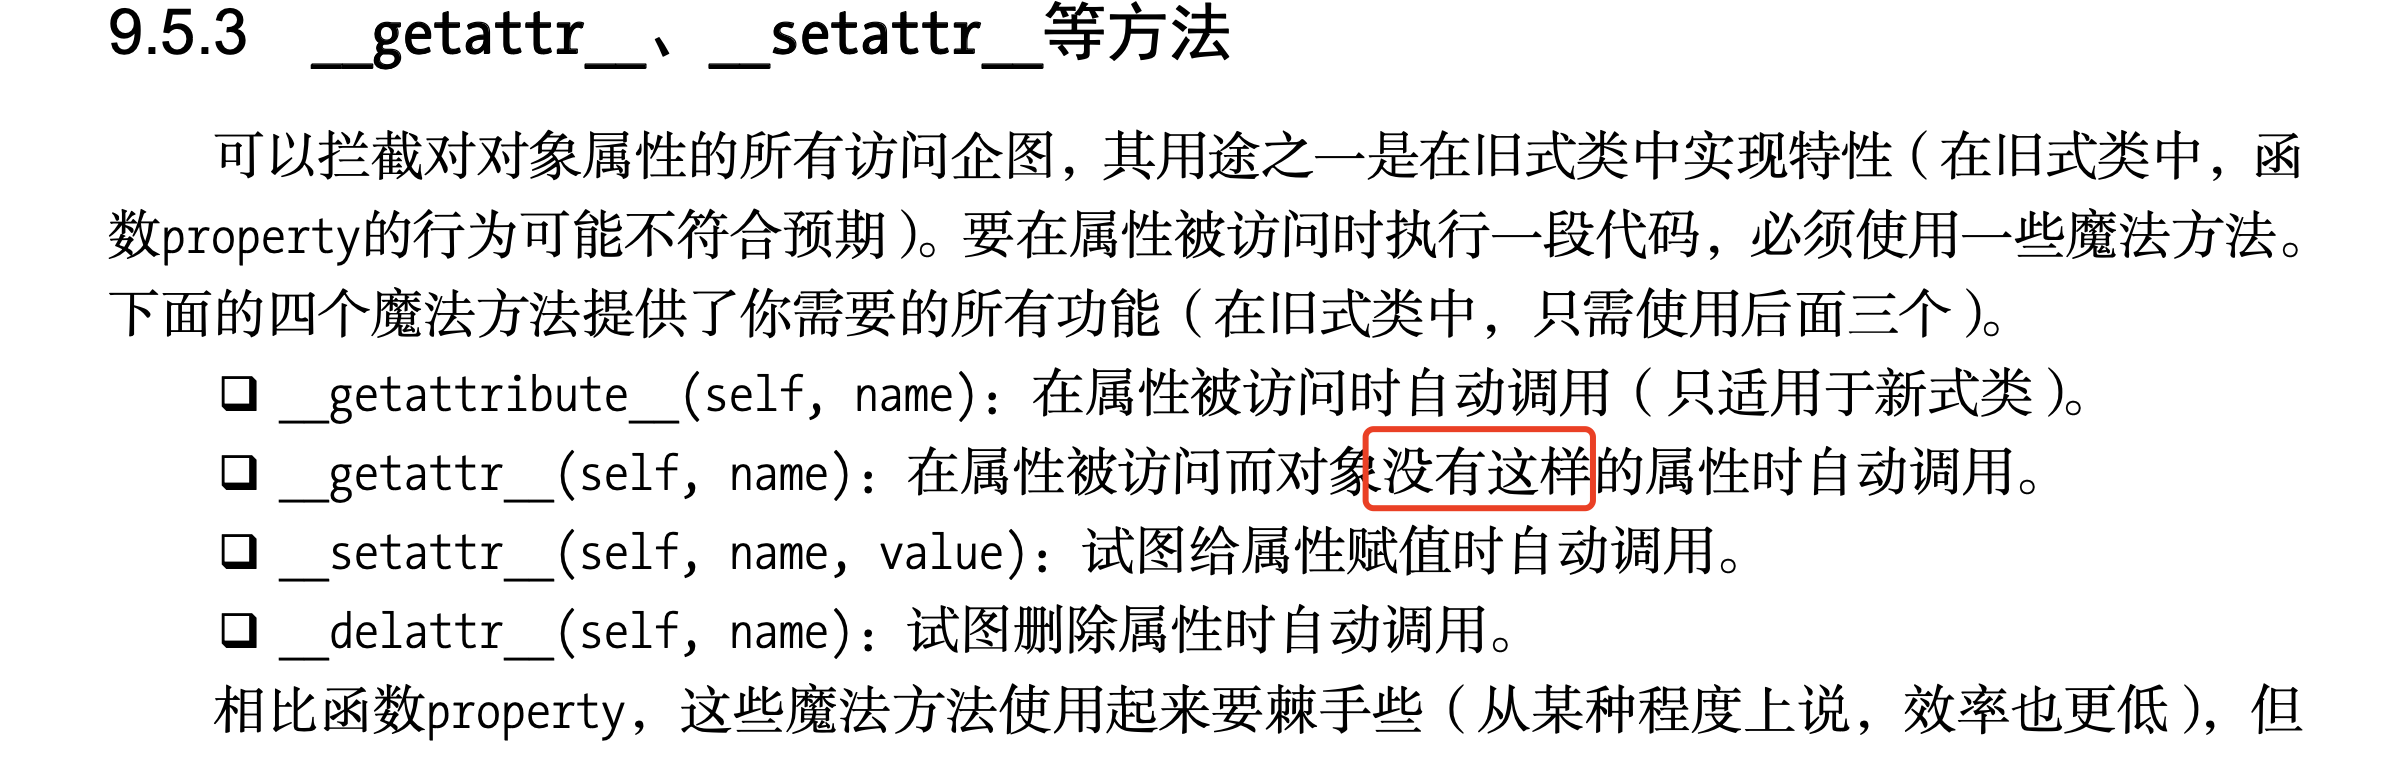 9.5.3 __getattr__、__setattr__等方法
可以拦截对对象属性的所有访问企图，其用途之一是在旧式类中实现特性（在旧式类中，函
数property的行为可能不符合预期）。要在属性被访问时执行一段代码，必须使用一些魔法方法。
下面的四个魔法方法提供了你需要的所有功能（在旧式类中，只需使用后面三个）。
❑ __getattribute__(self, name)：在属性被访问时自动调用（只适用于新式类）。
❑ __getattr__(self, name)：在属性被访问而对象没有这样的属性时自动调用。
❑ __setattr__(self, name, value)：试图给属性赋值时自动调用。
❑ __delattr__(self, name)：试图删除属性时自动调用。
相比函数property，这些魔法方法使用起来要棘手些（从某种程度上说，效率也更低），但